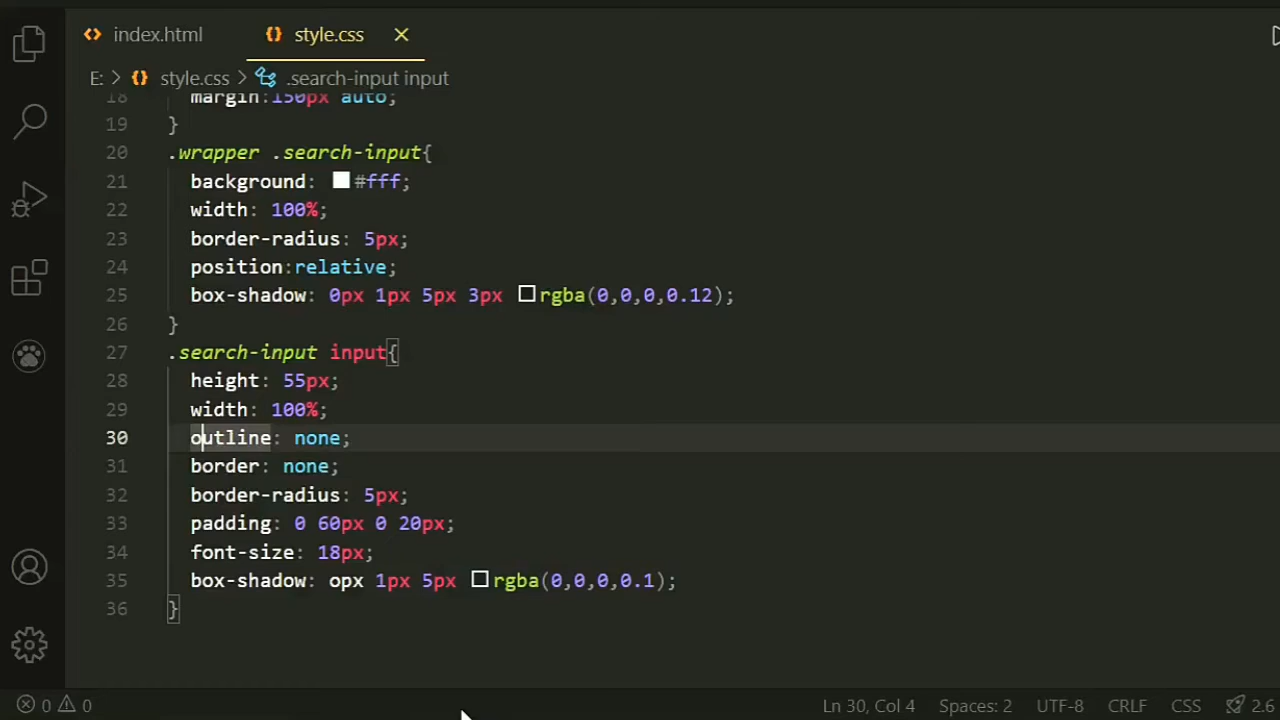 index.html
style.css
E: > style.css > .search-input input
18 margin:150px auto;
19 }
20 .wrapper .search-input{
21 background: #fff;
22 width: 100%;
23 border-radius: 5px;
24 position:relative;
25 box-shadow: 0px 1px 5px 3px rgba(0,0,0,0.12);
26 }
27 .search-input input{
28 height: 55px;
29 width: 100%;
30 outline: none;
31 border: none;
32 border-radius: 5px;
33 padding: 0 60px 0 20px;
34 font-size: 18px;
35 box-shadow: opx 1px 5px rgba(0,0,0,0.1);
36 }
0 0 Ln 30, Col 4 Spaces: 2 UTF-8 CRLF CSS 2.6